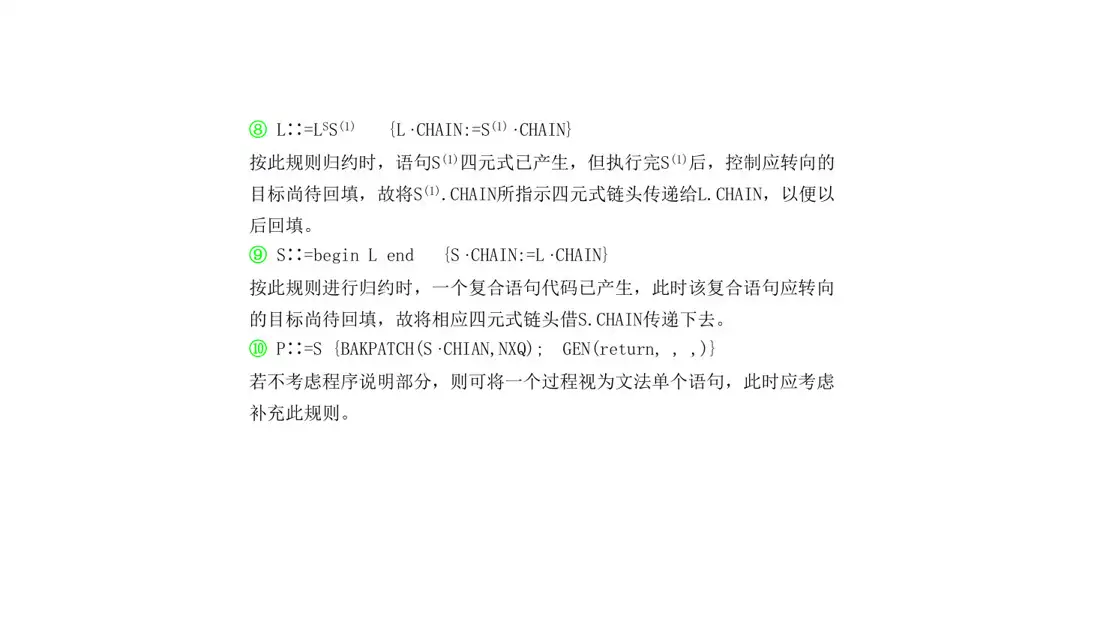 ⑧ L∷=LˢS⁽¹⁾ {L·CHAIN:=S⁽¹⁾·CHAIN}
按此规则归约时，语句S⁽¹⁾四元式已产生，但执行完S⁽¹⁾后，控制应转向的
目标尚待回填，故将S⁽¹⁾.CHAIN所指示四元式链头传递给L.CHAIN，以便以
后回填。
⑨ S∷=begin L end {S·CHAIN:=L·CHAIN}
按此规则进行归约时，一个复合语句代码已产生，此时该复合语句应转向
的目标尚待回填，故将相应四元式链头借S.CHAIN传递下去。
⑩ P∷=S {BAKPATCH(S·CHIAN,NXQ); GEN(return, , ,)}
若不考虑程序说明部分，则可将一个过程视为文法单个语句，此时应考虑
补充此规则。